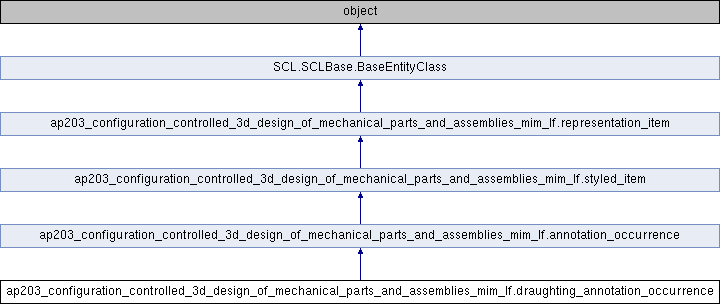 object
SCL.SCLBase.BaseEntityClass
ap203_configuration_controlled_3d_design_of_mechanical_parts_and_assemblies_mim_lf.representation_item
ap203_configuration_controlled_3d_design_of_mechanical_parts_and_assemblies_mim_lf.styled_item
ap203_configuration_controlled_3d_design_of_mechanical_parts_and_assemblies_mim_lf.annotation_occurrence
ap203_configuration_controlled_3d_design_of_mechanical_parts_and_assemblies_mim_lf.draughting_annotation_occurrence